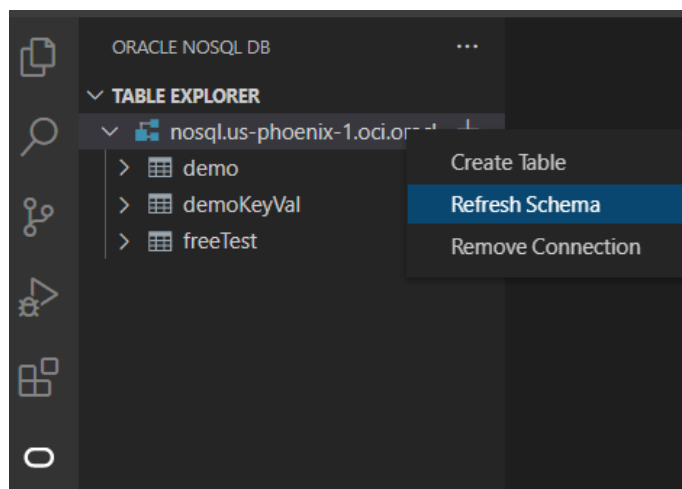 ORACLE NOSQL DB
TABLE EXPLORER
nosql.us-phoenix-1.oci.oracl
demo
demoKeyVal
freeTest
Create Table
Refresh Schema
Remove Connection